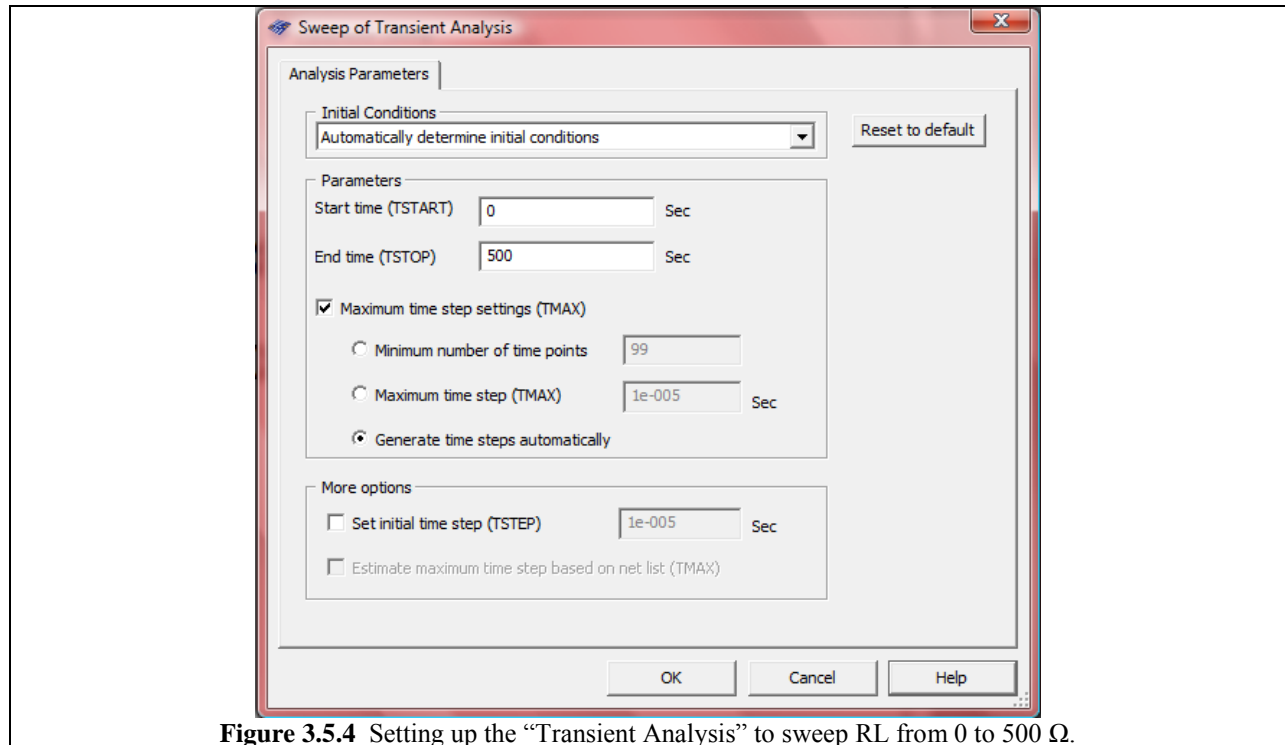 Sweep of Transient Analysis
Analysis Parameters
Initial Conditions
Automatically determine initial conditions
Reset to default
Parameters
Start time (TSTART) 0 Sec
End time (TSTOP) 500 Sec
Maximum time step settings (TMAX)
Minimum number of time points 99
Maximum time step (TMAX) 1e-005 Sec
Generate time steps automatically
More options
Set initial time step (TSTEP) 1e-005 Sec
Estimate maximum time step based on net list (TMAX)
OK Cancel Help
Figure 3.5.4 Setting up the “Transient Analysis” to sweep RL from 0 to 500 Ω.